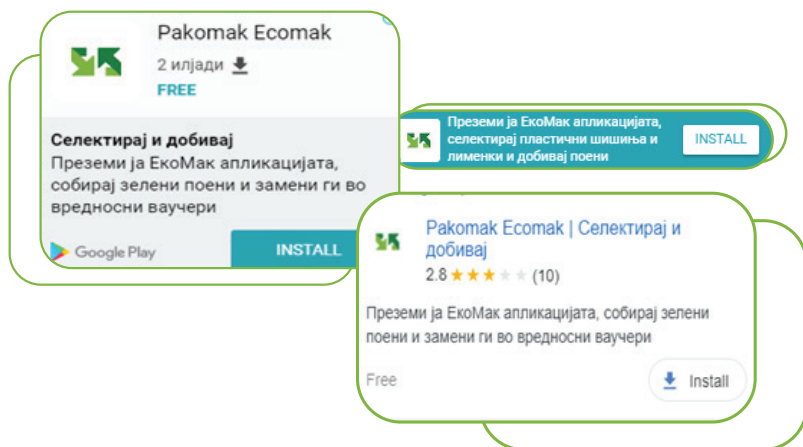 Pakomak Ecomak
2 илјади
FREE
Селектирај и добивај
Преземи ја ЕкоМак апликацијата,
собирај зелени поени и замени ги во
вредносни ваучери
Google Play
INSTALL
Преземи ја ЕкоМак апликацијата,
селектирај пластични шишиња и
лименки и добивај поени
INSTALL
Pakomak Ecomak | Селектирај и
добивај
2.8 ★★★★★ (10)
Преземи ја ЕкоМак апликацијата, собирај зелени
поени и замени ги во вредносни ваучери
Free
Install